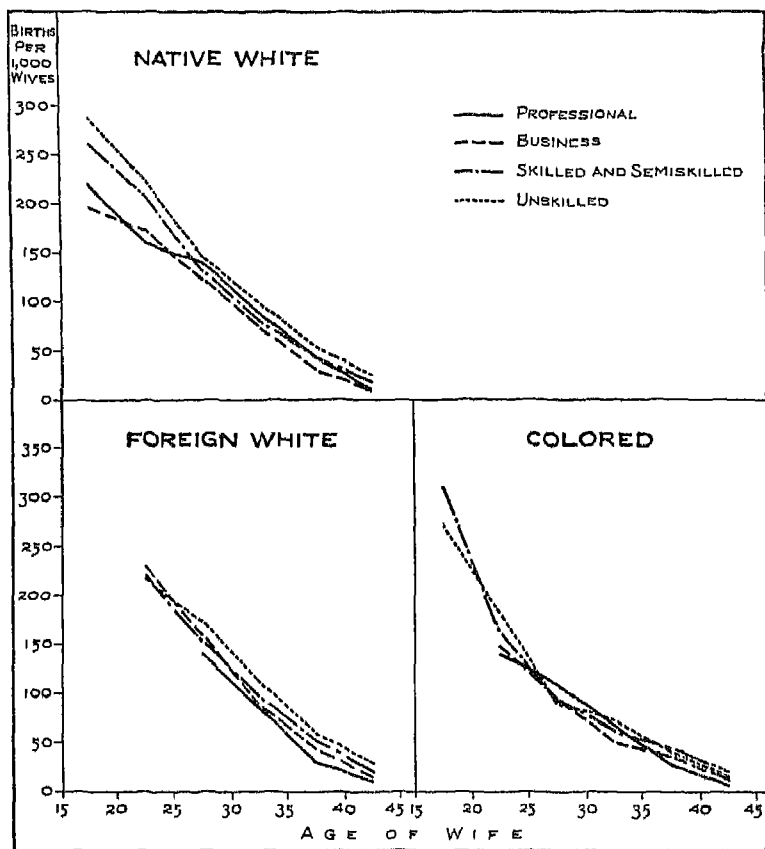 BIRTHS
PER
1,000
WIVES
NATIVE WHITE
PROFESSIONAL
BUSINESS
SKILLED AND SEMISKILLED
UNSKILLED
300
250
200
150
100
50
0
FOREIGN WHITE
COLORED
350
300
250
200
150
100
50
0
15 20 25 30 35 40 45 15 20 25 30 35 40 45
AGE OF WIFE